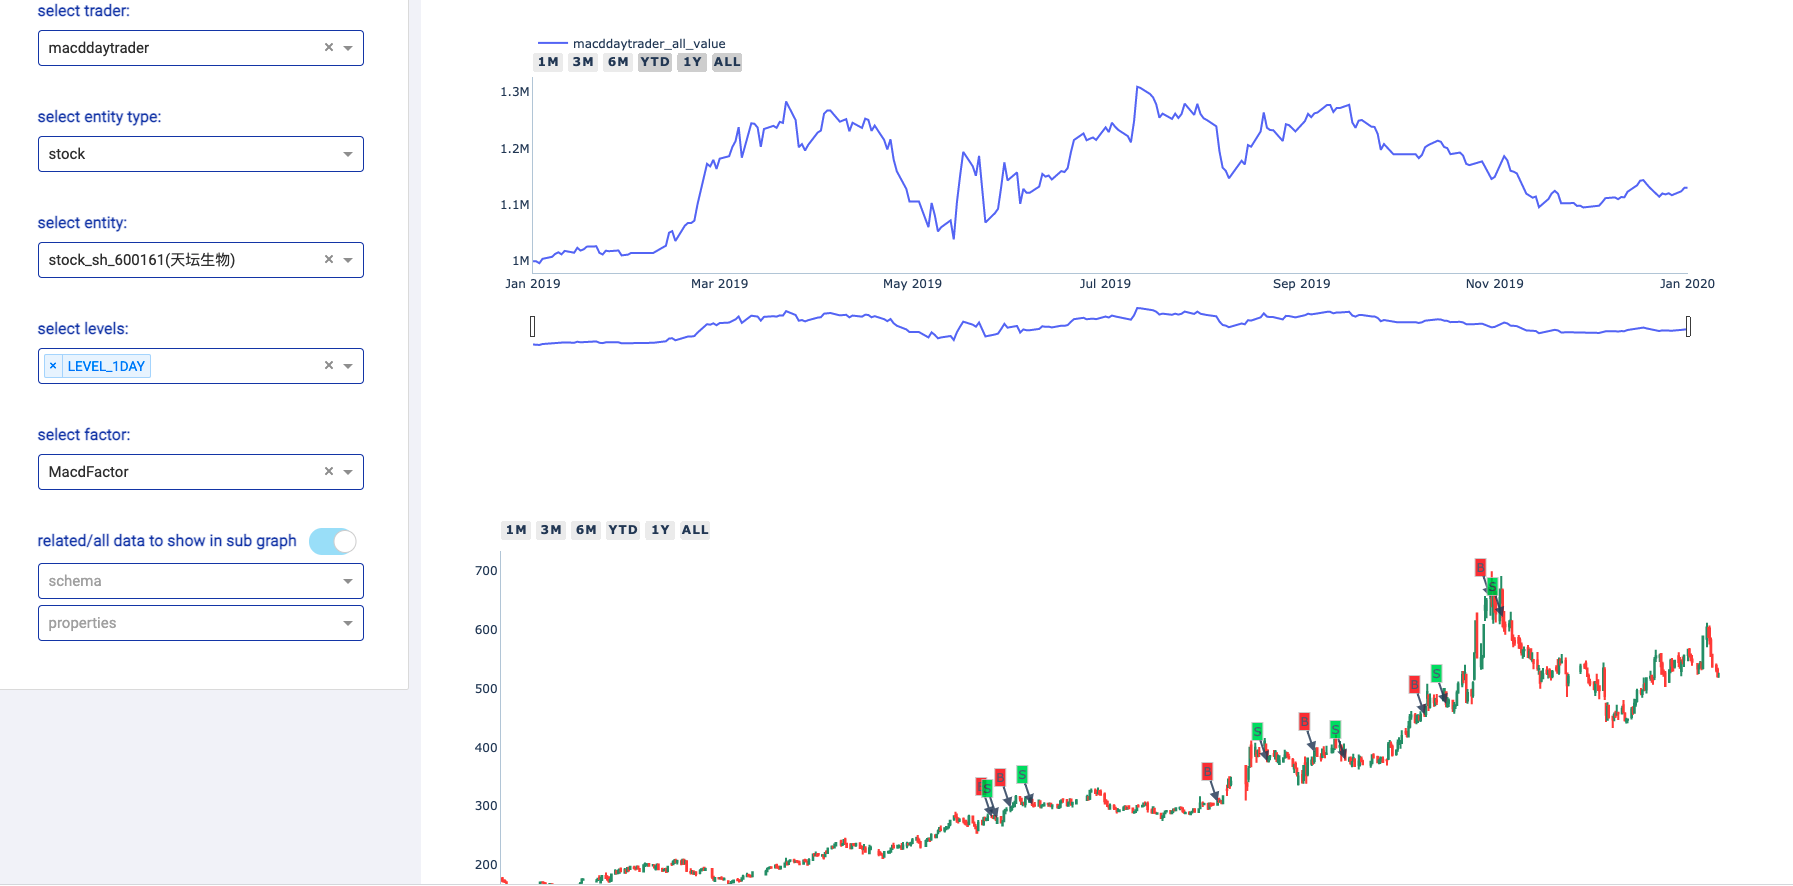 select trader:
macddaytrader
select entity type:
stock
select entity:
stock_sh_600161(天坛生物)
select levels:
× LEVEL_1DAY
select factor:
MacdFactor
related/all data to show in sub graph
schema
properties
macddaytrader_all_value
1M 3M 6M YTD 1Y ALL
1.3M
1.2M
1.1M
1M
Jan 2019 Mar 2019 May 2019 Jul 2019 Sep 2019 Nov 2019 Jan 2020
1M 3M 6M YTD 1Y ALL
700
600
500
400
300
200
B
S
B
S
B
S
B
S
B
S
B
S